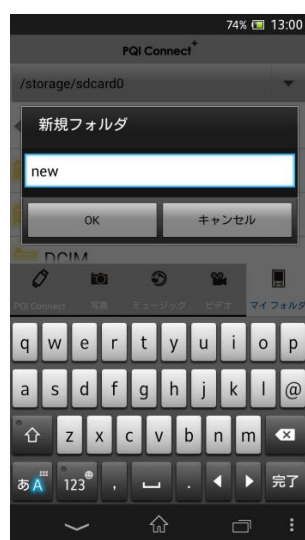 74% 13:00
PQI Connect+
/storage/sdcard0
新規フォルダ
new
OK キャンセル
DCIM
PQI Connect 写真 ミュージック ビデオ マイ フォルダ
q w e r t y u i o p
a s d f g h j k l @
z x c v b n m
あA 123 , . 完了